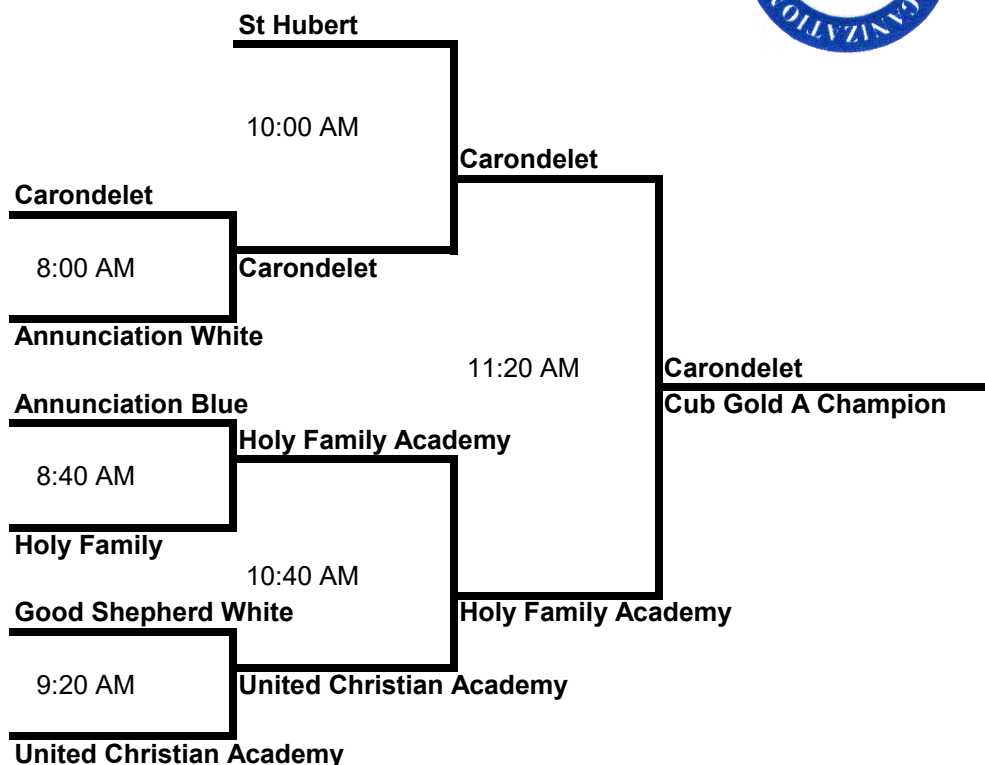 St Hubert
10:00 AM
Carondelet
Carondelet
8:00 AM
Carondelet
Annunciation White
11:20 AM
Carondelet
Annunciation Blue
Cub Gold A Champion
Holy Family Academy
8:40 AM
Holy Family
10:40 AM
Good Shepherd White
Holy Family Academy
9:20 AM
United Christian Academy
United Christian Academy